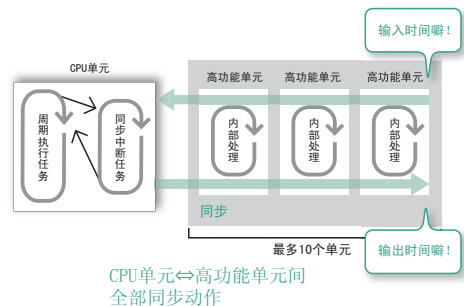 输入时间噼!
CPU单元
高功能单元 高功能单元 高功能单元
周期执行任务
同步中断任务
内部处理
内部处理
内部处理
同步
最多10个单元
输出时间噼!
CPU单元⇔高功能单元间
全部同步动作